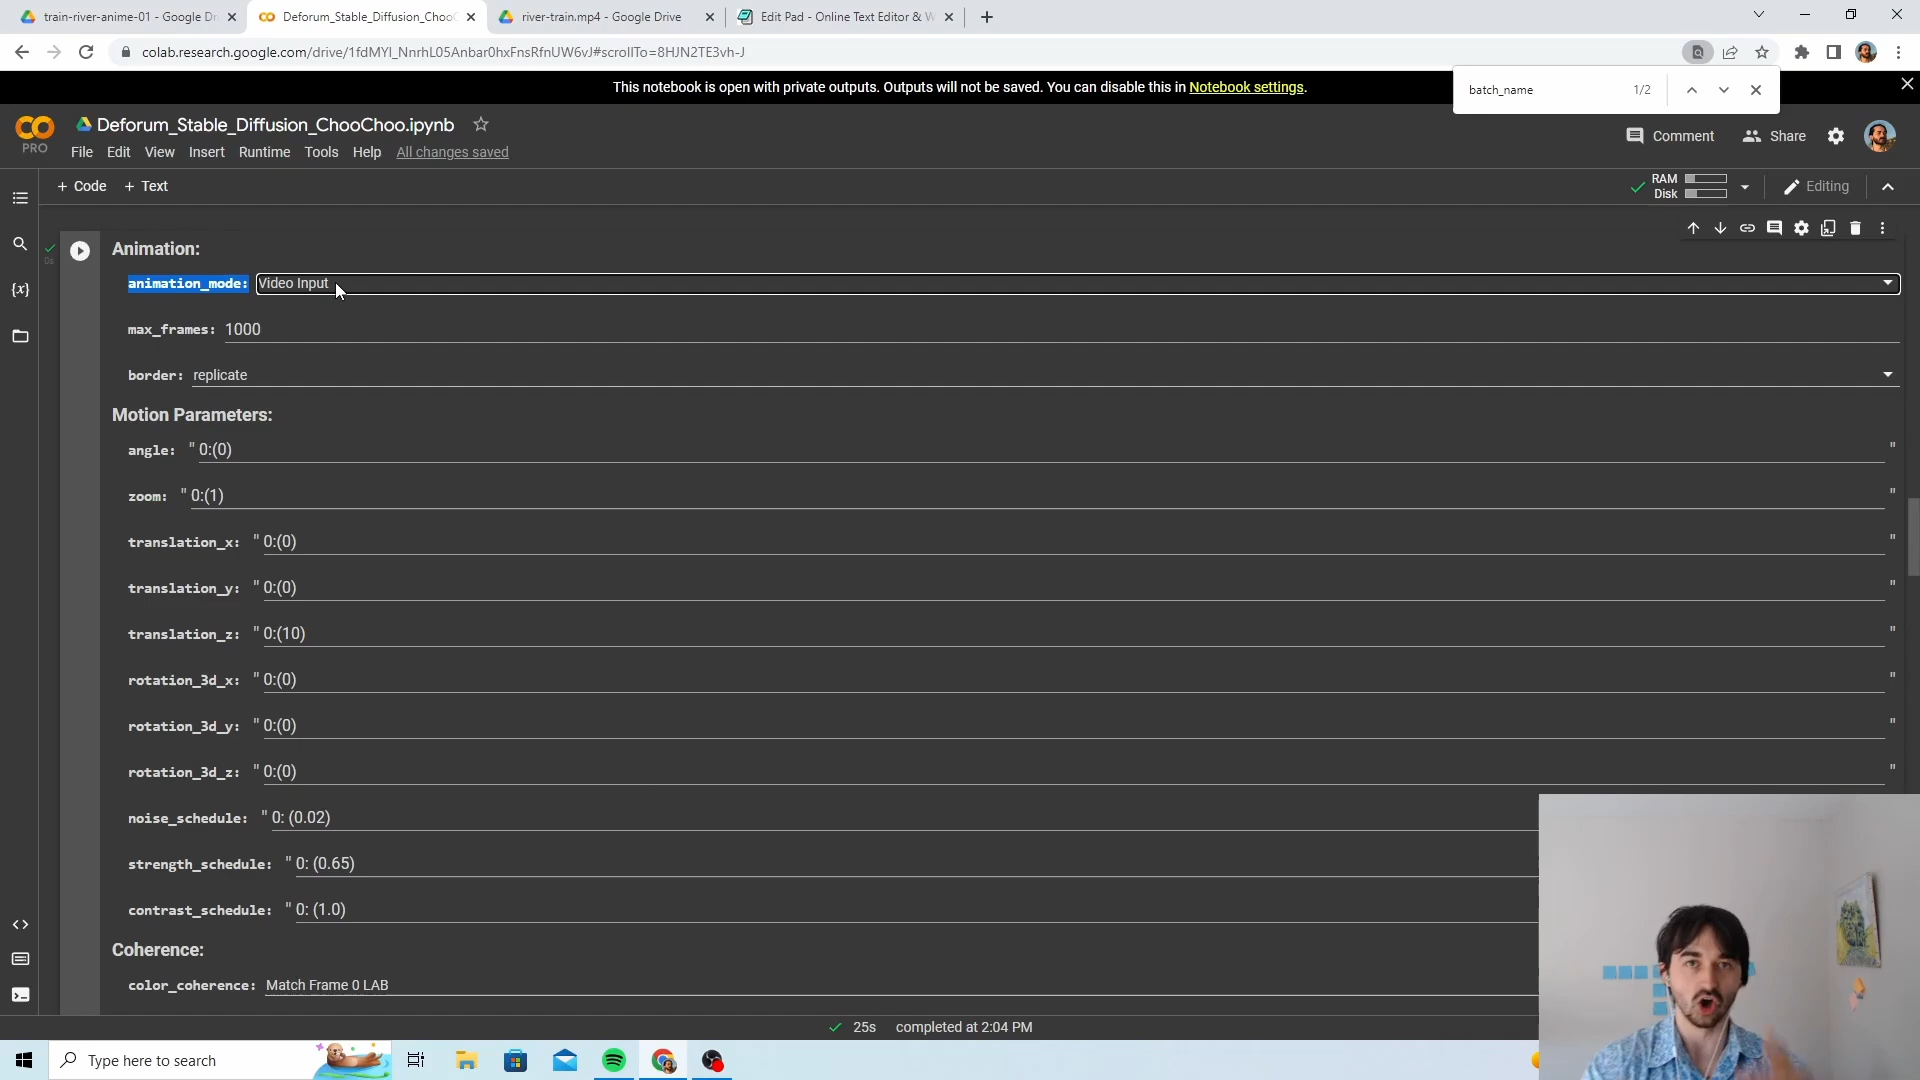 train-river-anime-01 - Google Dr
Deforum_Stable_Diffusion_ChooC
river-train.mp4 - Google Drive
Edit Pad - Online Text Editor & W
colab.research.google.com/drive/1fdMYl_NnrhL05Anbar0hxFnsRfnUW6vJ#scrollTo=8HJN2TE3vh-J
This notebook is open with private outputs. Outputs will not be saved. You can disable this in Notebook settings.
batch_name 1/2
Deforum_Stable_Diffusion_ChooChoo.ipynb
PRO
File Edit View Insert Runtime Tools Help All changes saved
Comment Share
+ Code + Text
RAM
Disk
Editing
Animation:
0s
animation_mode: Video Input
max_frames: 1000
border: replicate
Motion Parameters:
angle: " 0:(0) "
zoom: " 0:(1) "
translation_x: " 0:(0) "
translation_y: " 0:(0) "
translation_z: " 0:(10) "
rotation_3d_x: " 0:(0) "
rotation_3d_y: " 0:(0) "
rotation_3d_z: " 0:(0) "
noise_schedule: " 0: (0.02)
strength_schedule: " 0: (0.65)
contrast_schedule: " 0: (1.0)
Coherence:
color_coherence: Match Frame 0 LAB
25s completed at 2:04 PM
Type here to search